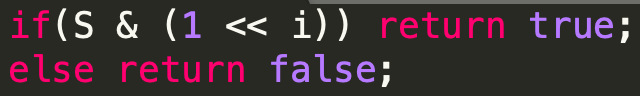 if(S & (1 << i)) return true;
else return false;